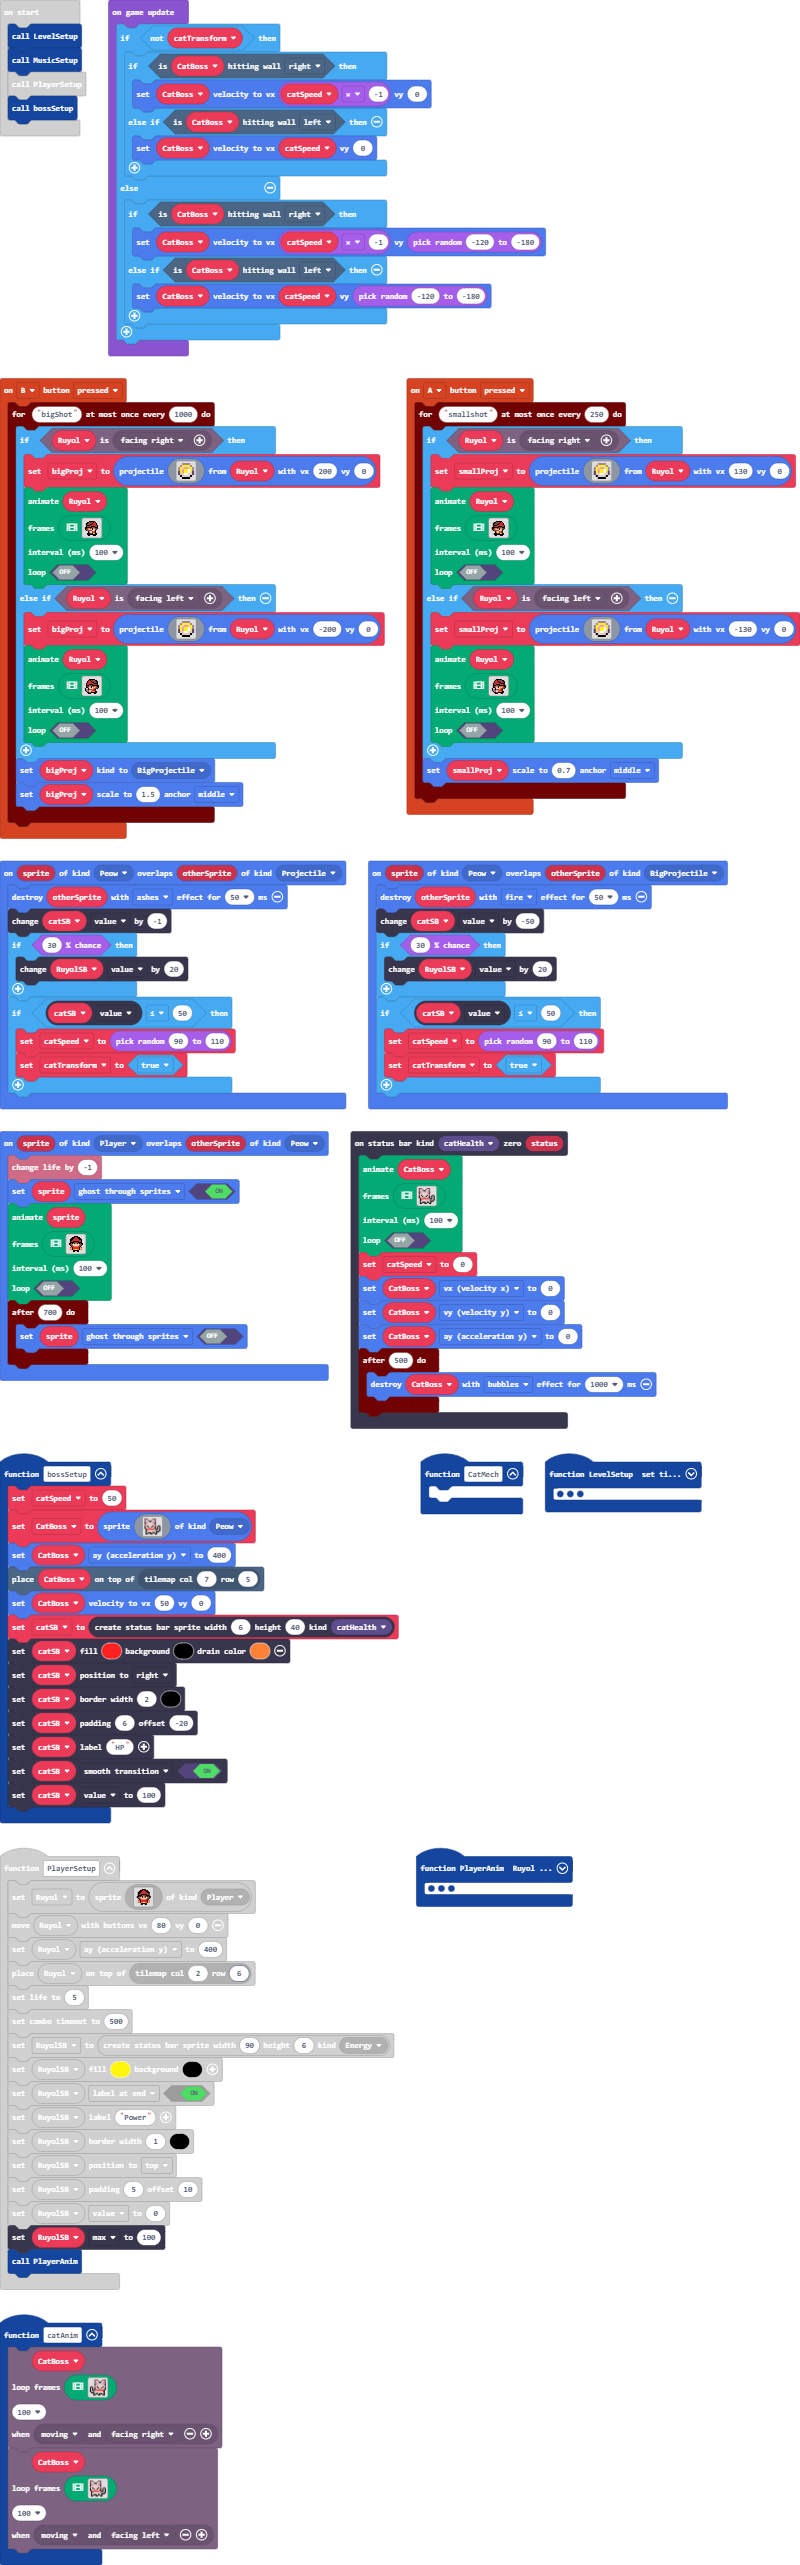 on start
call LevelSetup
call MusicSetup
call PlayerSetup
call bossSetup
on game update
if not catTransform then
if is CatBoss hitting wall right then
set CatBoss velocity to vx catSpeed × -1 vy 0
else if is CatBoss hitting wall left then
set CatBoss velocity to vx catSpeed vy 0
else
if is CatBoss hitting wall right then
set CatBoss velocity to vx catSpeed × -1 vy pick random -120 to -180
else if is CatBoss hitting wall left then
set CatBoss velocity to vx catSpeed vy pick random -120 to -180
on B button pressed
for "bigShot" at most once every 1000 do
if Ruyol is facing right then
set bigProj to projectile from Ruyol with vx 200 vy 0
animate Ruyol
frames
interval (ms) 100
loop OFF
else if Ruyol is facing left then
set bigProj to projectile from Ruyol with vx -200 vy 0
animate Ruyol
frames
interval (ms) 100
loop OFF
set bigProj kind to BigProjectile
set bigProj scale to 1.5 anchor middle
on A button pressed
for "smallshot" at most once every 250 do
if Ruyol is facing right then
set smallProj to projectile from Ruyol with vx 130 vy 0
animate Ruyol
frames
interval (ms) 100
loop OFF
else if Ruyol is facing left then
set smallProj to projectile from Ruyol with vx -130 vy 0
animate Ruyol
frames
interval (ms) 100
loop OFF
set smallProj scale to 0.7 anchor middle
on sprite of kind Peow overlaps otherSprite of kind Projectile
destroy otherSprite with ashes effect for 50 ms
change catSB value by -1
if 30 % chance then
change RuyolSB value by 20
if catSB value ≤ 50 then
set catSpeed to pick random 90 to 110
set catTransform to true
on sprite of kind Peow overlaps otherSprite of kind BigProjectile
destroy otherSprite with fire effect for 50 ms
change catSB value by -50
if 30 % chance then
change RuyolSB value by 20
if catSB value ≤ 50 then
set catSpeed to pick random 90 to 110
set catTransform to true
on sprite of kind Player overlaps otherSprite of kind Peow
change life by -1
set sprite ghost through sprites ON
animate sprite
frames
interval (ms) 100
loop OFF
after 700 do
set sprite ghost through sprites OFF
on status bar kind catHealth zero status
animate CatBoss
frames
interval (ms) 100
loop OFF
set catSpeed to 0
set CatBoss vx (velocity x) to 0
set CatBoss vy (velocity y) to 0
set CatBoss ay (acceleration y) to 0
after 500 do
destroy CatBoss with bubbles effect for 1000 ms
function bossSetup
set catSpeed to 50
set CatBoss to sprite of kind Peow
set CatBoss ay (acceleration y) to 400
place CatBoss on top of tilemap col 7 row 5
set CatBoss velocity to vx 50 vy 0
set catSB to create status bar sprite width 6 height 40 kind catHealth
set catSB fill background drain color
set catSB position to right
set catSB border width 2
set catSB padding 6 offset -20
set catSB label "HP"
set catSB smooth transition ON
set catSB value to 100
function CatMech
function LevelSetup set ti...
function PlayerSetup
set Ruyol to sprite of kind Player
move Ruyol with buttons vx 80 vy 0
set Ruyol ay (acceleration y) to 400
place Ruyol on top of tilemap col 2 row 6
set life to 5
set combo timeout to 500
set RuyolSB to create status bar sprite width 90 height 6 kind Energy
set RuyolSB fill background
set RuyolSB label at end ON
set RuyolSB label "Power"
set RuyolSB border width 1
set RuyolSB position to top
set RuyolSB padding 5 offset 10
set RuyolSB value to 0
set RuyolSB max to 100
call PlayerAnim
function PlayerAnim Ruyol ...
function catAnim
CatBoss
loop frames
100
when moving and facing right
CatBoss
loop frames
100
when moving and facing left